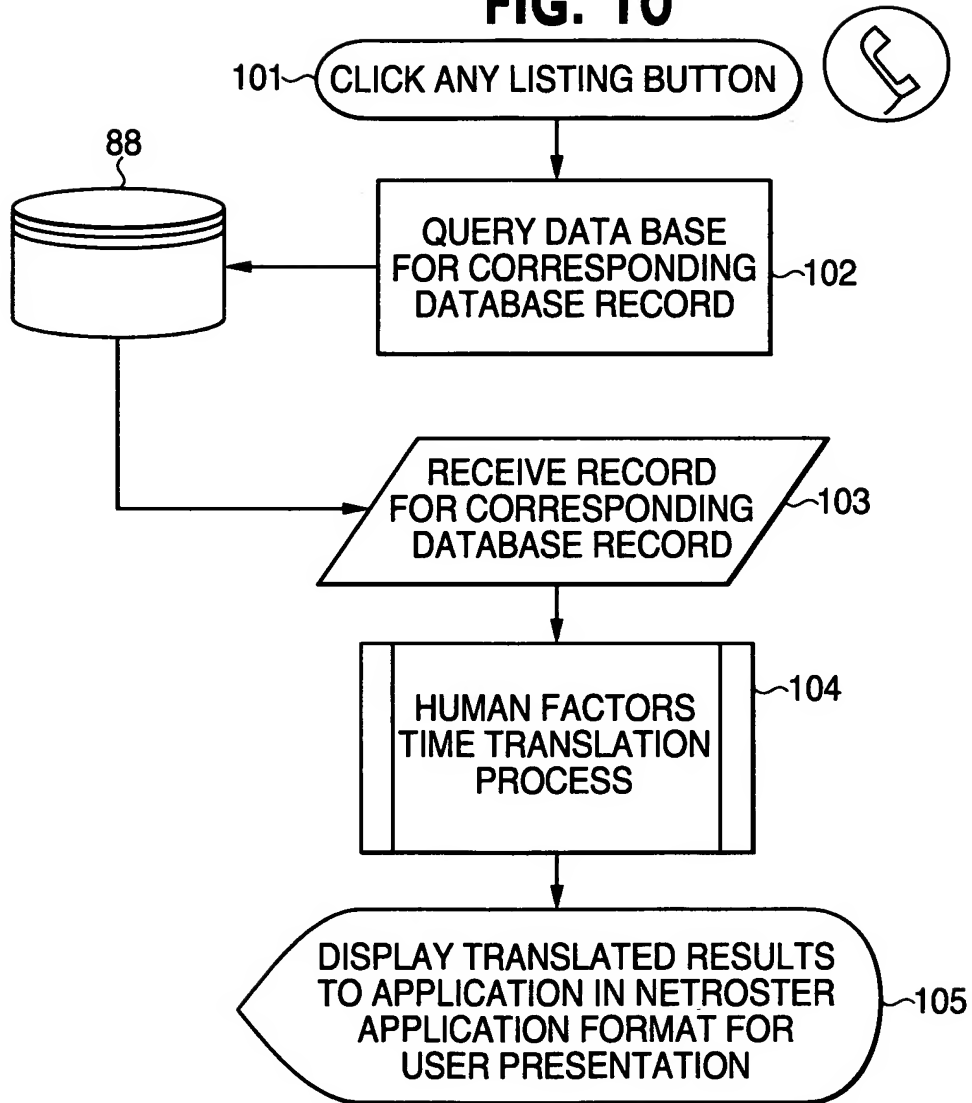 FIG. 10
101
CLICK ANY LISTING BUTTON
88
QUERY DATA BASE
FOR CORRESPONDING
DATABASE RECORD
102
RECEIVE RECORD
FOR CORRESPONDING
DATABASE RECORD
103
HUMAN FACTORS
TIME TRANSLATION
PROCESS
104
DISPLAY TRANSLATED RESULTS
TO APPLICATION IN NETROSTER
APPLICATION FORMAT FOR
USER PRESENTATION
105